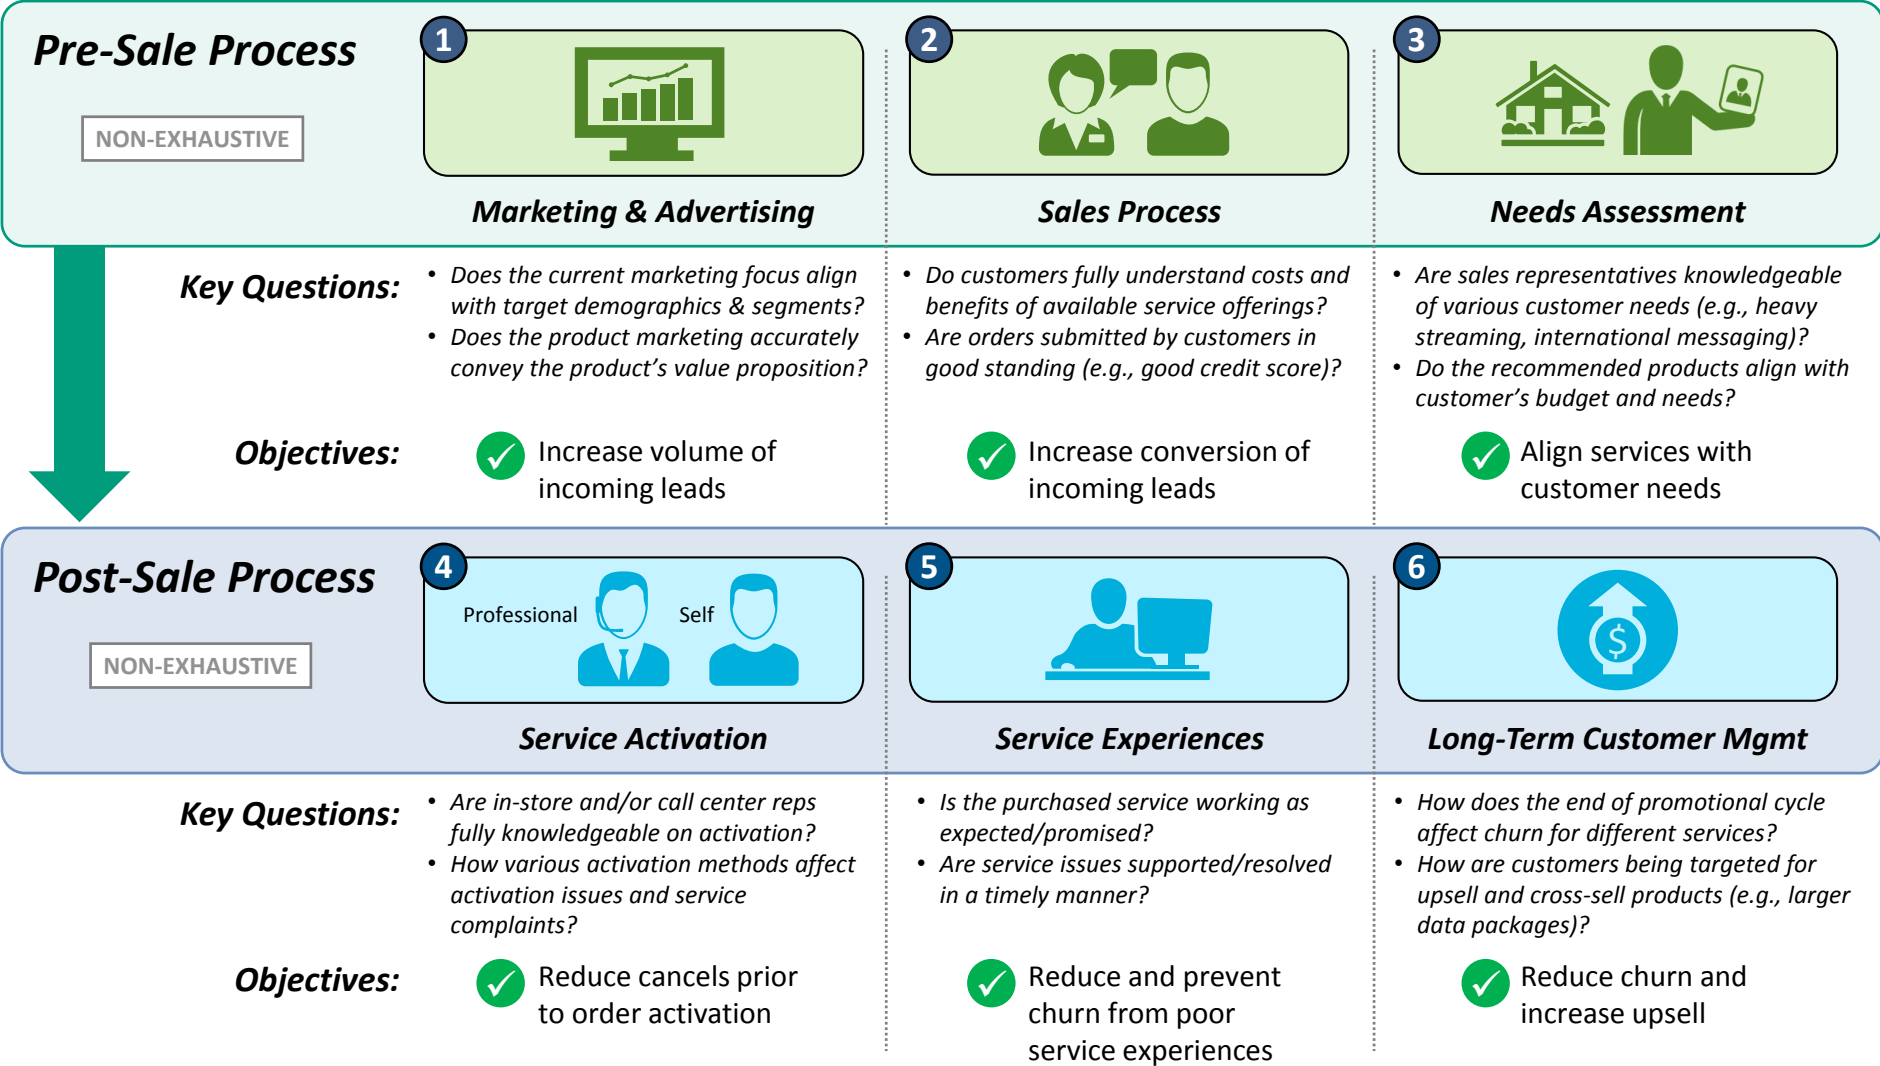 Pre-Sale Process
NON-EXHAUSTIVE
1
Marketing & Advertising
2
Sales Process
3
Needs Assessment
Key Questions:
• Does the current marketing focus align
with target demographics & segments?
• Does the product marketing accurately
convey the product's value proposition?
• Do customers fully understand costs and
benefits of available service offerings?
• Are orders submitted by customers in
good standing (e.g., good credit score)?
• Are sales representatives knowledgeable
of various customer needs (e.g., heavy
streaming, international messaging)?
• Do the recommended products align with
customer's budget and needs?
Objectives:
Increase volume of
incoming leads
Increase conversion of
incoming leads
Align services with
customer needs
Post-Sale Process
NON-EXHAUSTIVE
4
Professional
Self
Service Activation
5
Service Experiences
6
$
Long-Term Customer Mgmt
Key Questions:
• Are in-store and/or call center reps
fully knowledgeable on activation?
• How various activation methods affect
activation issues and service
complaints?
• Is the purchased service working as
expected/promised?
• Are service issues supported/resolved
in a timely manner?
• How does the end of promotional cycle
affect churn for different services?
• How are customers being targeted for
upsell and cross-sell products (e.g., larger
data packages)?
Objectives:
Reduce cancels prior
to order activation
Reduce and prevent
churn from poor
service experiences
Reduce churn and
increase upsell